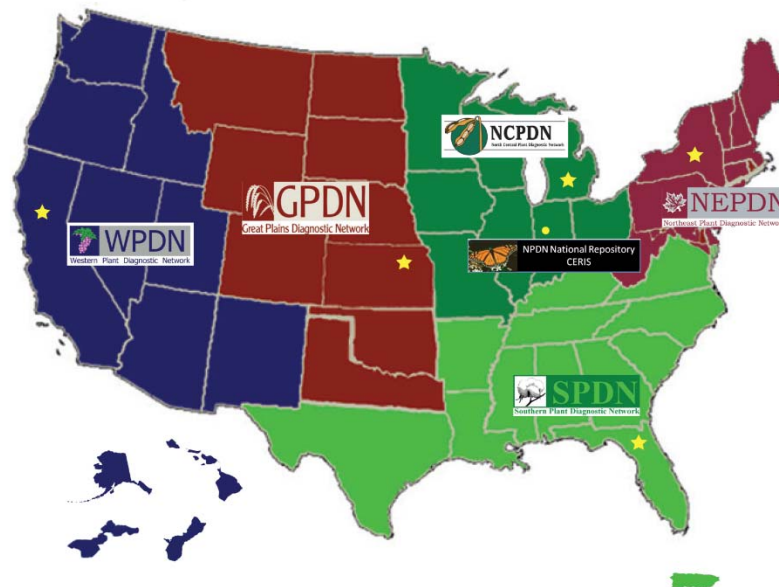 NCPDN
North Central Plant Diagnostic Network
GPDN
Great Plains Diagnostic Network
NEPDN
Northeast Plant Diagnostic Network
WPDN
Western Plant Diagnostic Network
NPDN National Repository
CERIS
SPDN
Southern Plant Diagnostic Network